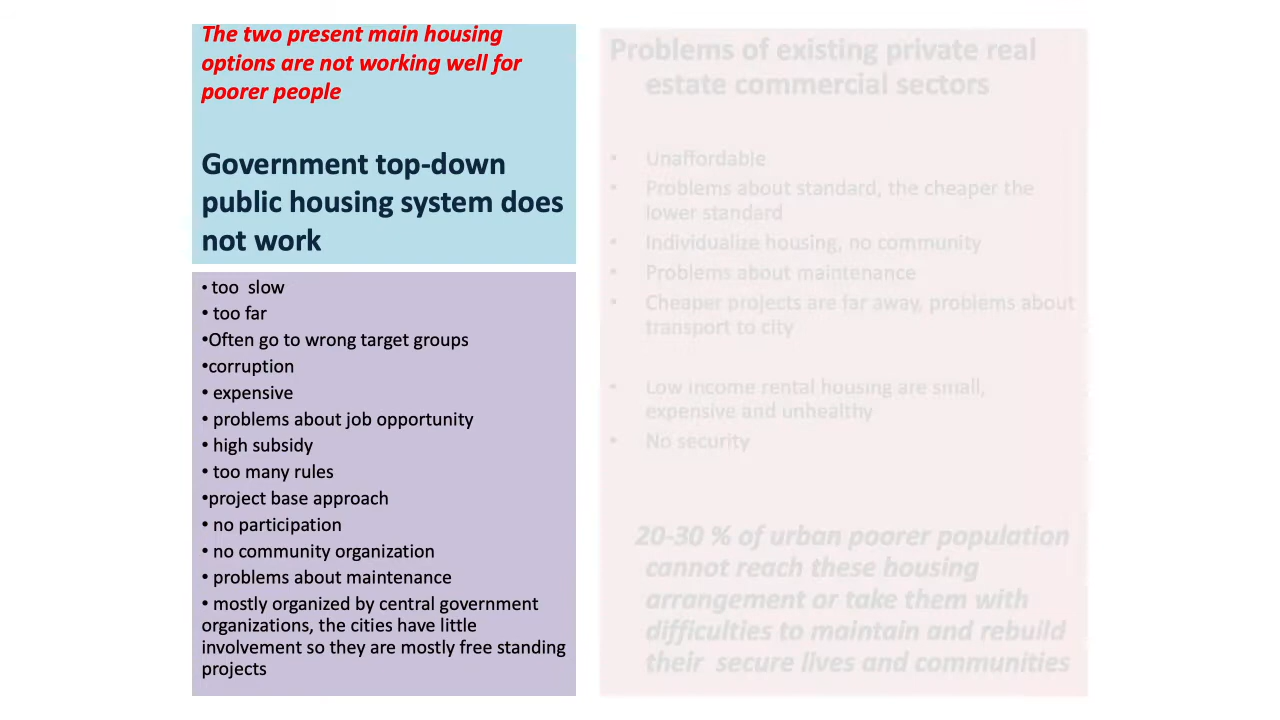 The two present main housing
options are not working well for
poorer people
Government top-down
public housing system does
not work
• too  slow
• too far
•Often go to wrong target groups
•corruption
• expensive
• problems about job opportunity
• high subsidy
• too many rules
•project base approach
• no participation
• no community organization
• problems about maintenance
• mostly organized by central government
organizations, the cities have little
involvement so they are mostly free standing
projects
Problems of existing private real
estate commercial sectors
• Unaffordable
• Problems about standard, the cheaper the
lower standard
• Individualize housing, no community
• Problems about maintenance
• Cheaper projects are far away, problems about
transport to city
• Low income rental housing are small,
expensive and unhealthy
• No security
20-30 % of urban poorer population
cannot reach these housing
arrangement or take them with
difficulties to maintain and rebuild
their  secure lives and communities